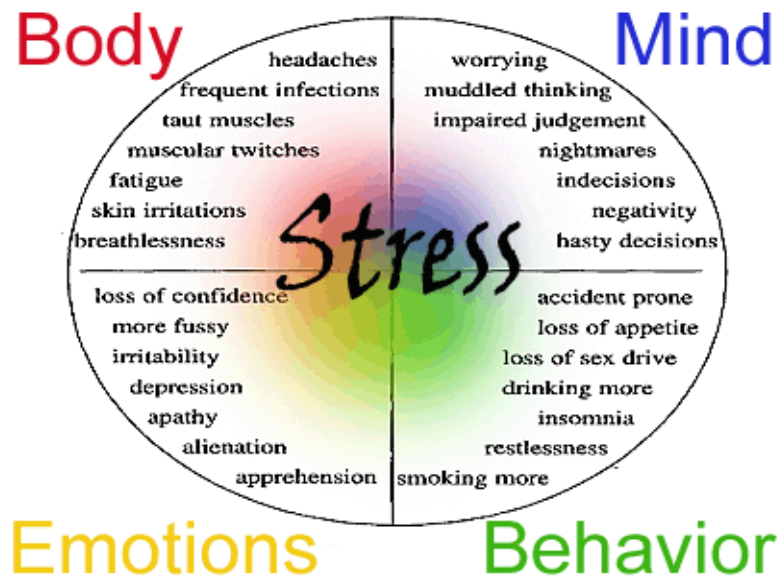 Body
headaches
frequent infections
taut muscles
muscular twitches
fatigue
skin irritations
breathlessness
Mind
worrying
muddled thinking
impaired judgement
nightmares
indecisions
negativity
hasty decisions
Stress
loss of confidence
more fussy
irritability
depression
apathy
alienation
apprehension
Emotions
accident prone
loss of appetite
loss of sex drive
drinking more
insomnia
restlessness
smoking more
Behavior